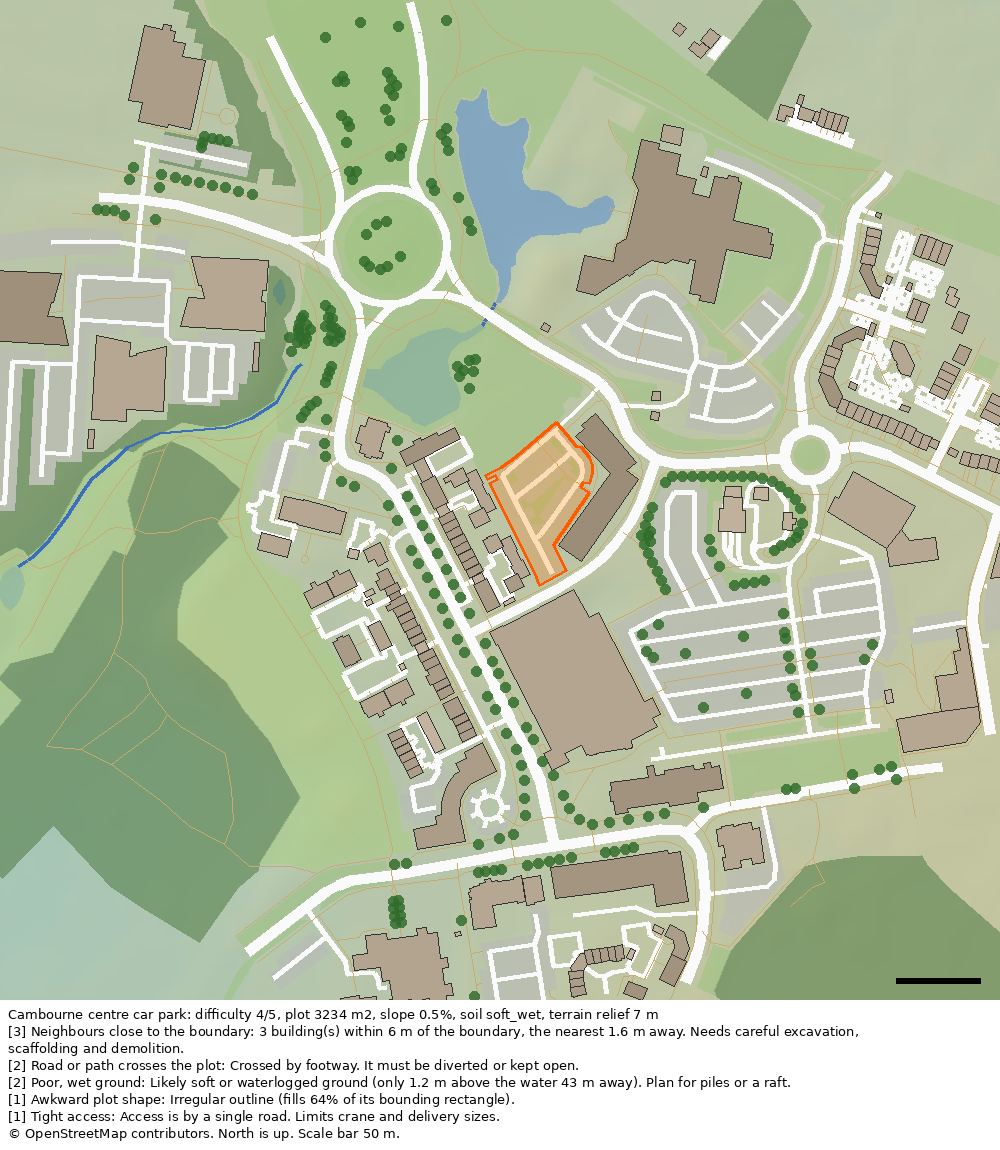 Cambourne centre car park: difficulty 4/5, plot 3234 m2, slope 0.5%, soil soft_wet, terrain relief 7 m
[3] Neighbours close to the boundary: 3 building(s) within 6 m of the boundary, the nearest 1.6 m away. Needs careful excavation,
scaffolding and demolition.
[2] Road or path crosses the plot: Crossed by footway. It must be diverted or kept open.
[2] Poor, wet ground: Likely soft or waterlogged ground (only 1.2 m above the water 43 m away). Plan for piles or a raft.
[1] Awkward plot shape: Irregular outline (fills 64% of its bounding rectangle).
[1] Tight access: Access is by a single road. Limits crane and delivery sizes.
© OpenStreetMap contributors. North is up. Scale bar 50 m.